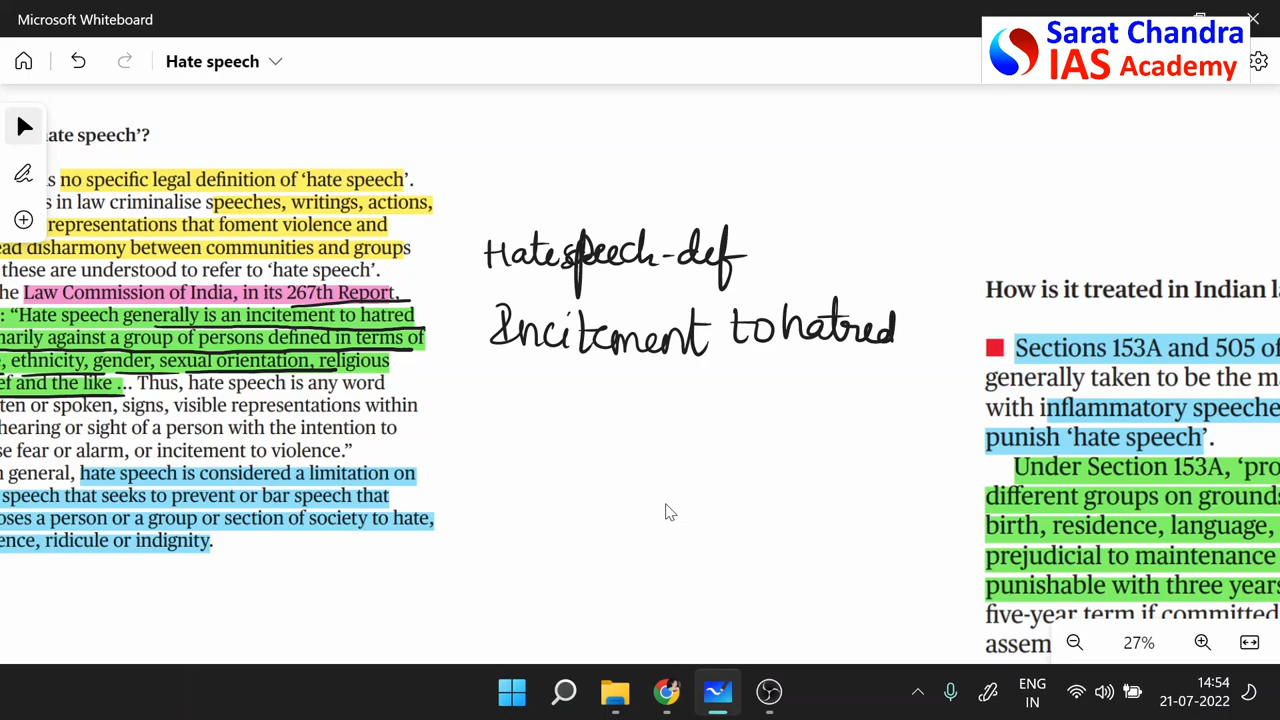 Microsoft Whiteboard
Sarat Chandra
IAS Academy
Hate speech
ate speech’?
s no specific legal definition of ‘hate speech’.
s in law criminalise speeches, writings, actions,
representations that foment violence and
ead disharmony between communities and groups
these are understood to refer to ‘hate speech’.
he Law Commission of India, in its 267th Report,
: “Hate speech generally is an incitement to hatred
narily against a group of persons defined in terms of
, ethnicity, gender, sexual orientation, religious
ef and the like ... Thus, hate speech is any word
ten or spoken, signs, visible representations within
hearing or sight of a person with the intention to
se fear or alarm, or incitement to violence.”
n general, hate speech is considered a limitation on
speech that seeks to prevent or bar speech that
oses a person or a group or section of society to hate,
ence, ridicule or indignity.
Hate speech - def
Incitement to hatred
How is it treated in Indian la
Sections 153A and 505 of
generally taken to be the ma
with inflammatory speeche
punish ‘hate speech’.
Under Section 153A, ‘pro
different groups on grounds
birth, residence, language,
prejudicial to maintenance
punishable with three years
five-year term if committed
assem
27%
ENG
IN
14:54
21-07-2022